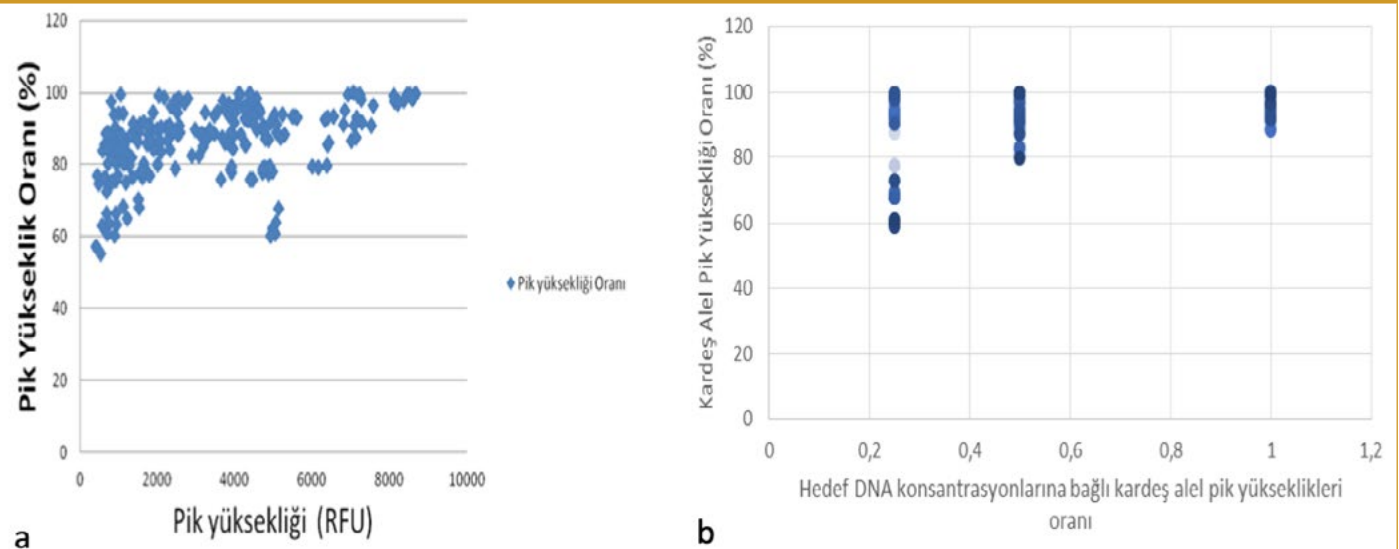 120
100
80
60
40
20
0
Pik Yükseklik Oranı (%)
0 2000 4000 6000 8000 10000
Pik yüksekliği (RFU)
Pik yüksekliği Oranı
a
120
100
80
60
40
20
0
Kardeş Alel Pik Yüksekliği Oranı (%)
0 0,2 0,4 0,6 0,8 1 1,2
Hedef DNA konsantrasyonlarına bağlı kardeş alel pik yükseklikleri
oranı
b